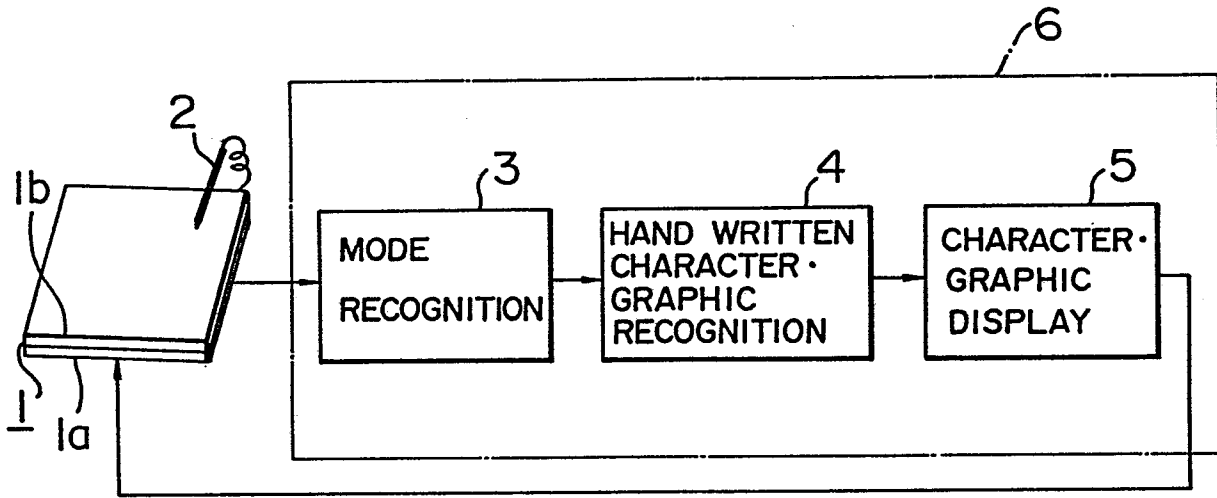 6
2
1b
3
4
5
MODE
RECOGNITION
HAND WRITTEN
CHARACTER·
GRAPHIC
RECOGNITION
CHARACTER·
GRAPHIC
DISPLAY
1
1a